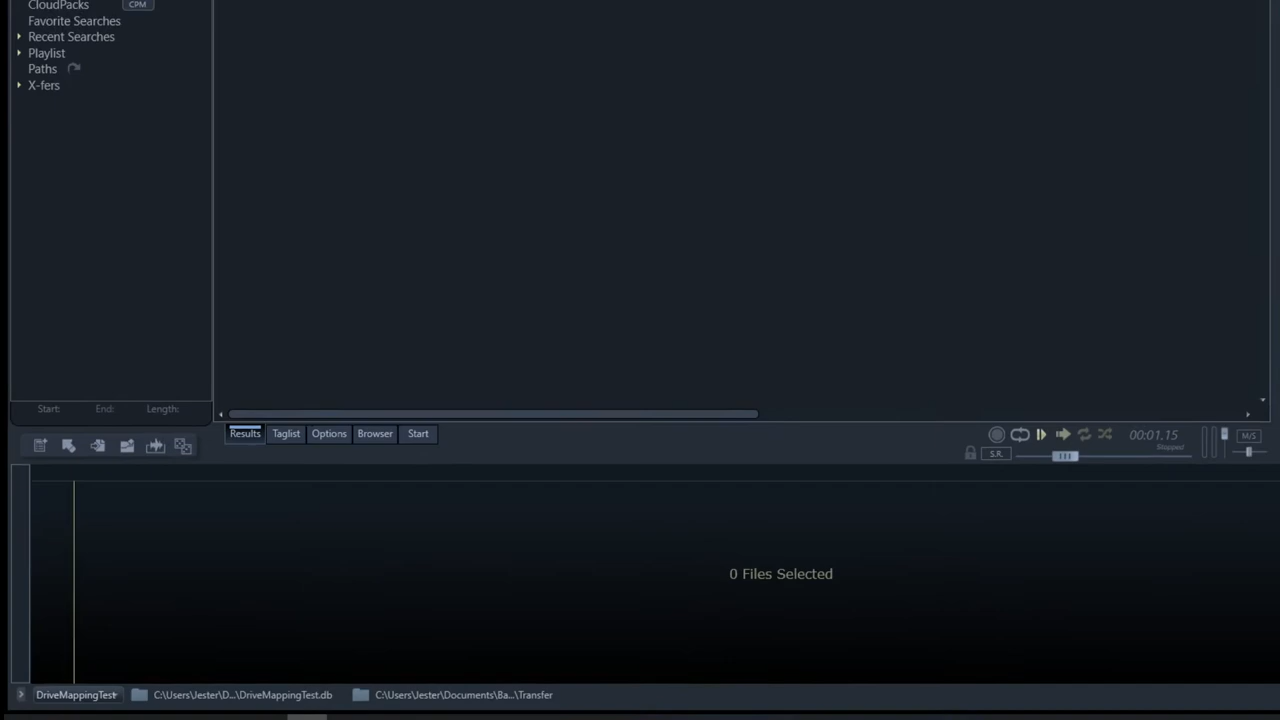 CloudPacks CPM
Favorite Searches
Recent Searches
Playlist
Paths
X-fers
Start: End: Length:
Results Taglist Options Browser Start
00:01.15
Stopped
M/S
S.R.
0 Files Selected
DriveMappingTest C:\Users\Jester\D...\DriveMappingTest.db C:\Users\Jester\Documents\Ba...\Transfer